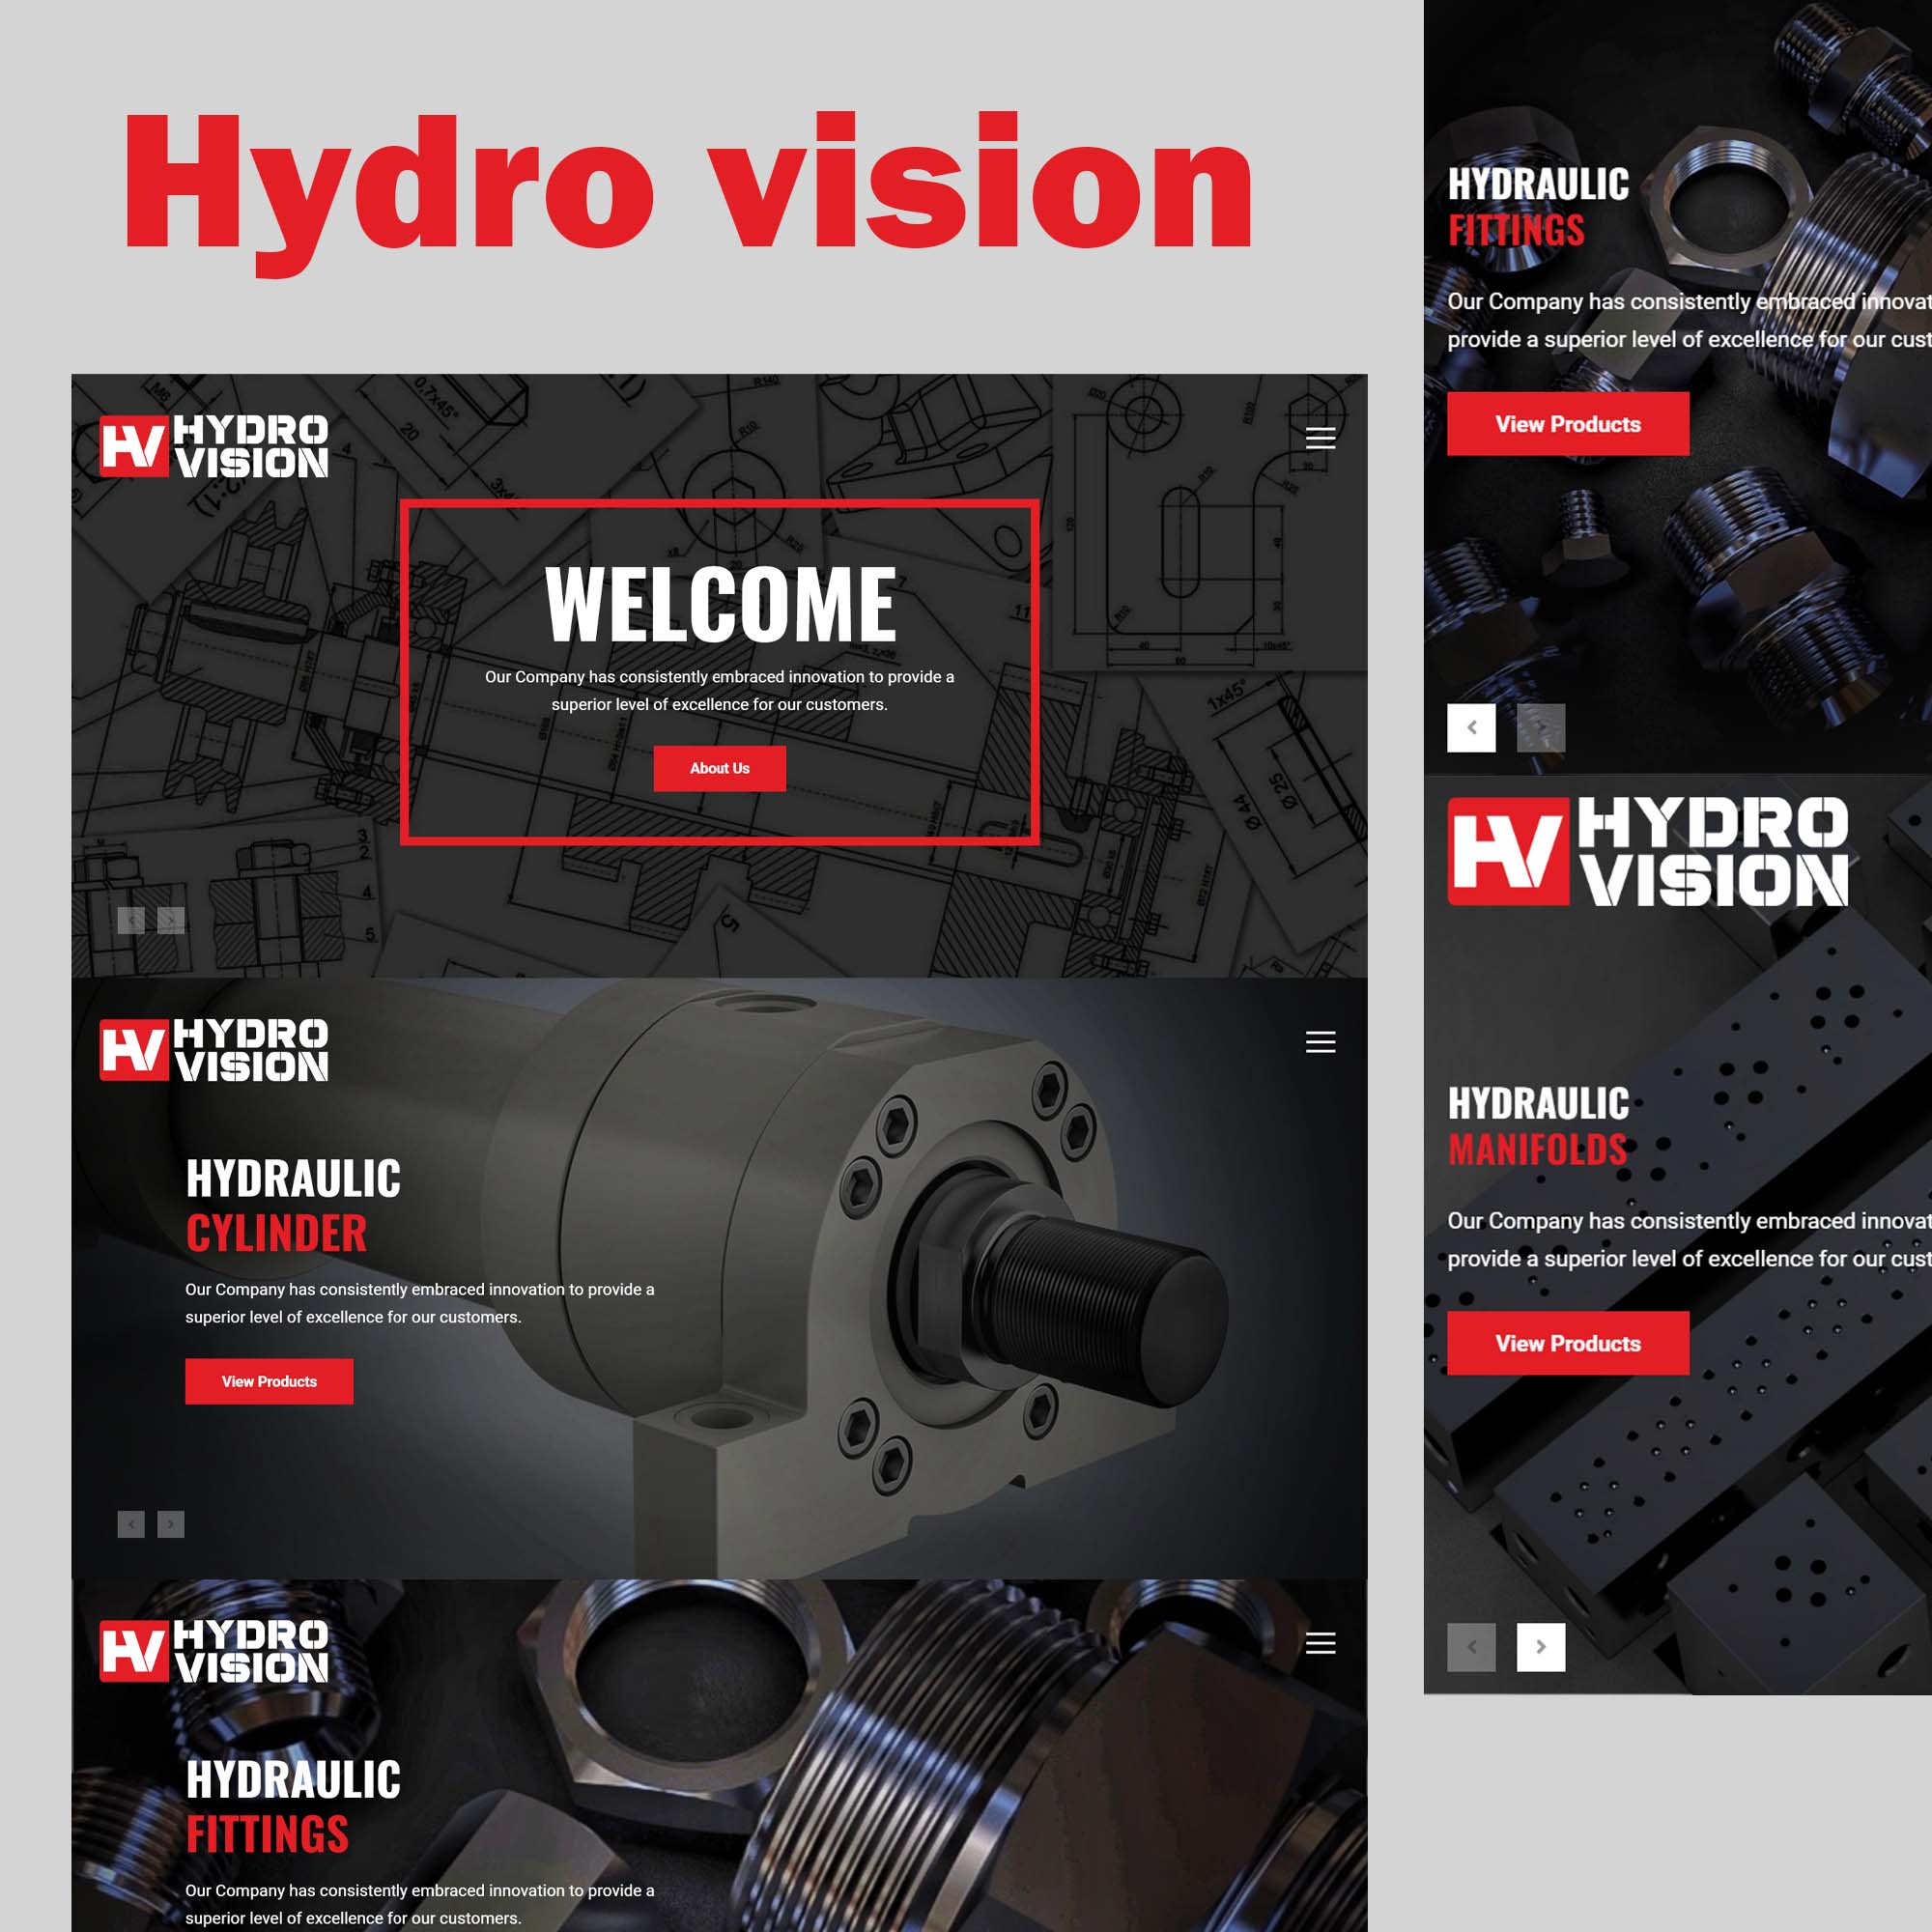 Hydro vision
HV HYDRO
VISION
WELCOME
Our Company has consistently embraced innovation to provide a
superior level of excellence for our customers.
About Us
HV HYDRO
VISION
HYDRAULIC
CYLINDER
Our Company has consistently embraced innovation to provide a
superior level of excellence for our customers.
View Products
HV HYDRO
VISION
HYDRAULIC
FITTINGS
Our Company has consistently embraced innovation to provide a
superior level of excellence for our customers.
HYDRAULIC
FITTINGS
Our Company has consistently embraced innovat
provide a superior level of excellence for our cust
View Products
HV HYDRO
VISION
HYDRAULIC
MANIFOLDS
Our Company has consistently embraced innovat
provide a superior level of excellence for our cust
View Products